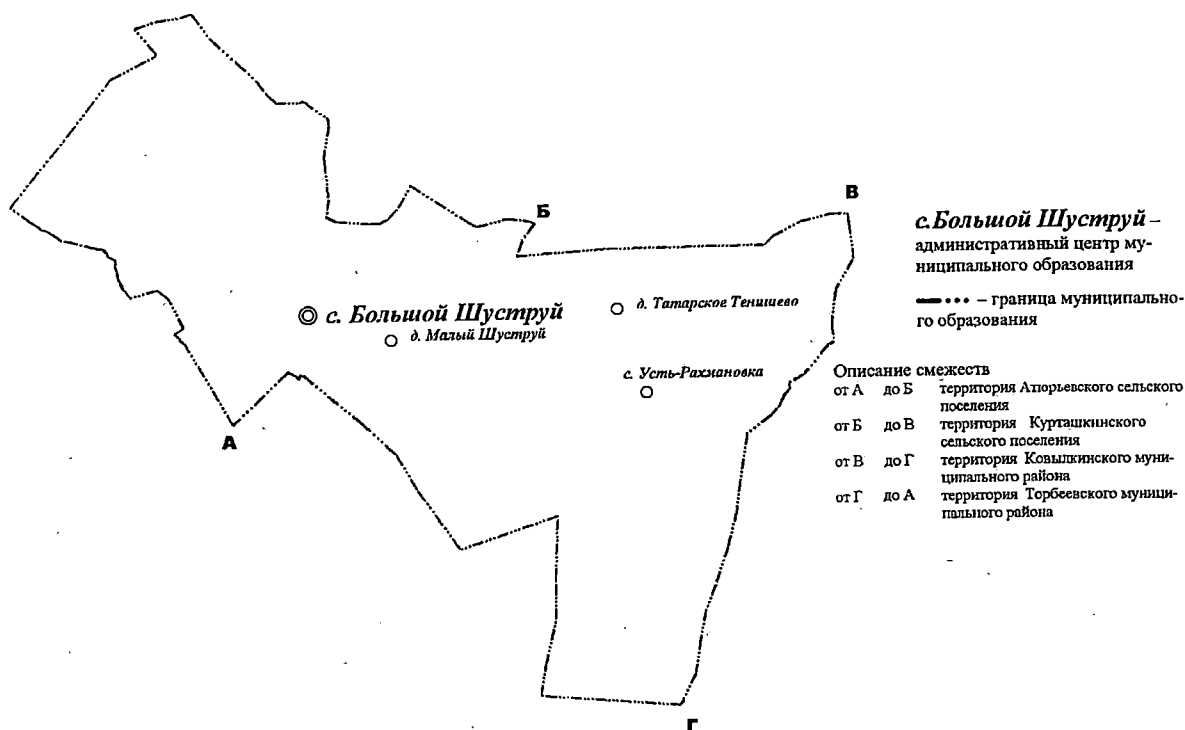 Б
В
с. Большой Шуструй
д. Малый Шуструй
д. Татарское Тенишево
с. Усть-Рахмановка
А
Г
с.Большой Шуструй –
административный центр му-
ниципального образования
– граница муниципально-
го образования
Описание смежеств
от А до Б территория Атюрьевского сельского
поселения
от Б до В территория Курташкинского
сельского поселения
от В до Г территория Ковылкинского муни-
ципального района
от Г до А территория Торбеевского муници-
пального района